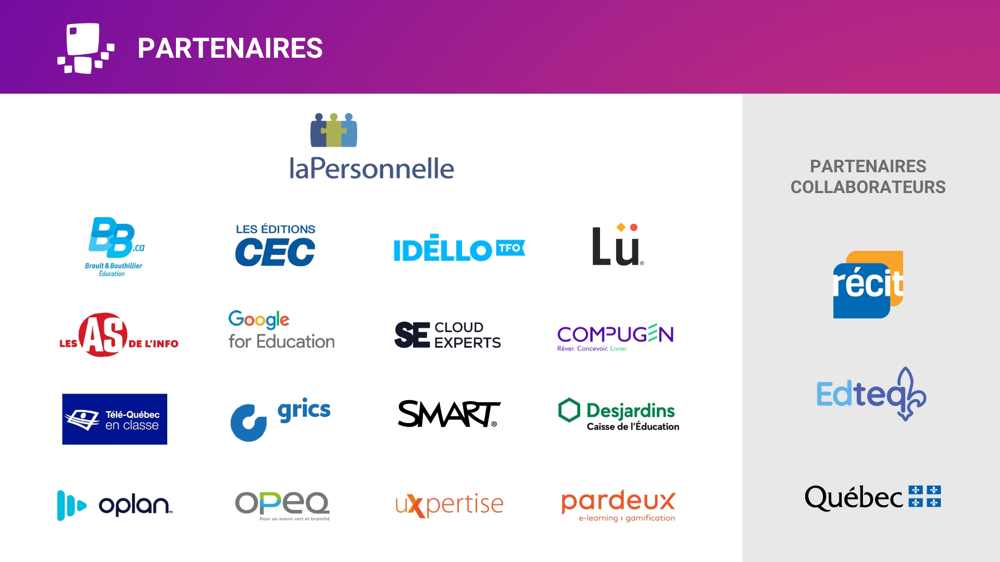 PARTENAIRES
laPersonnelle
BB.ca
Brault & Bouthillier
Éducation
LES ÉDITIONS
CEC
IDÉLLO TFO
Lü®
LES AS DE L'INFO
Google
for Education
SE CLOUD
EXPERTS
COMPUGEN
Rêver. Concevoir. Livrer.
Télé-Québec
en classe
grics
SMART®
Desjardins
Caisse de l'Éducation
oplan™
OPEQ
Pour un avenir vert et branché
uxpertise
pardeux
e-learning ı gamification
PARTENAIRES
COLLABORATEURS
récit
Edteq
Québec